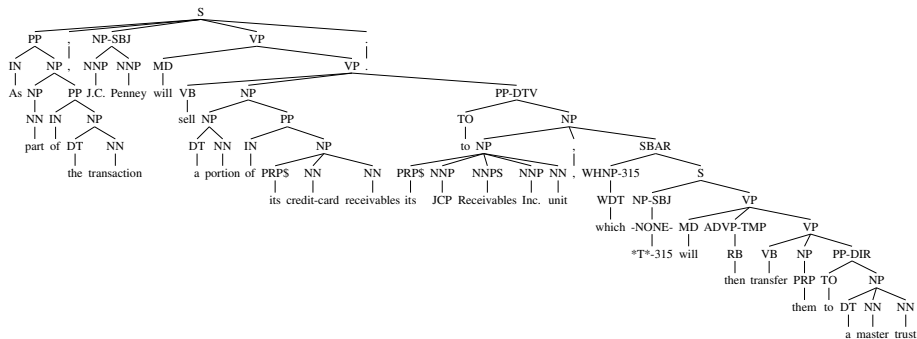 S
PP , NP-SBJ VP .
IN NP , NNP NNP MD VP .
As NP PP J.C. Penney will VB NP PP-DTV
NN IN NP sell NP PP TO NP
part of DT NN DT NN IN NP to NP , SBAR
the transaction a portion of PRP$ NN NN PRP$ NNP NNPS NNP NN , WHNP-315 S
its credit-card receivables its JCP Receivables Inc. unit WDT NP-SBJ VP
which -NONE- MD ADVP-TMP VP
*T*-315 will RB VB NP PP-DIR
then transfer PRP TO NP
them to DT NN NN
a master trust